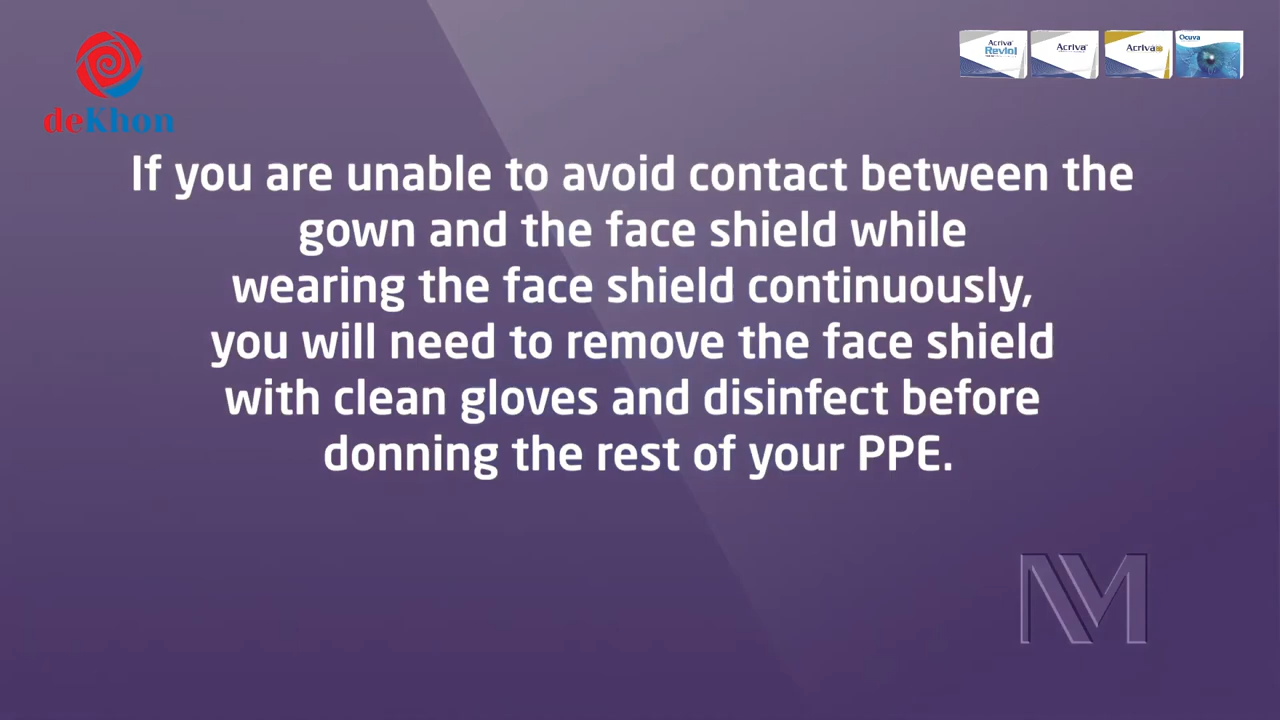 deKhon
Acriva
Reviol
Acriva
Acriva
Ocuva
If you are unable to avoid contact between the
gown and the face shield while
wearing the face shield continuously,
you will need to remove the face shield
with clean gloves and disinfect before
donning the rest of your PPE.
NM